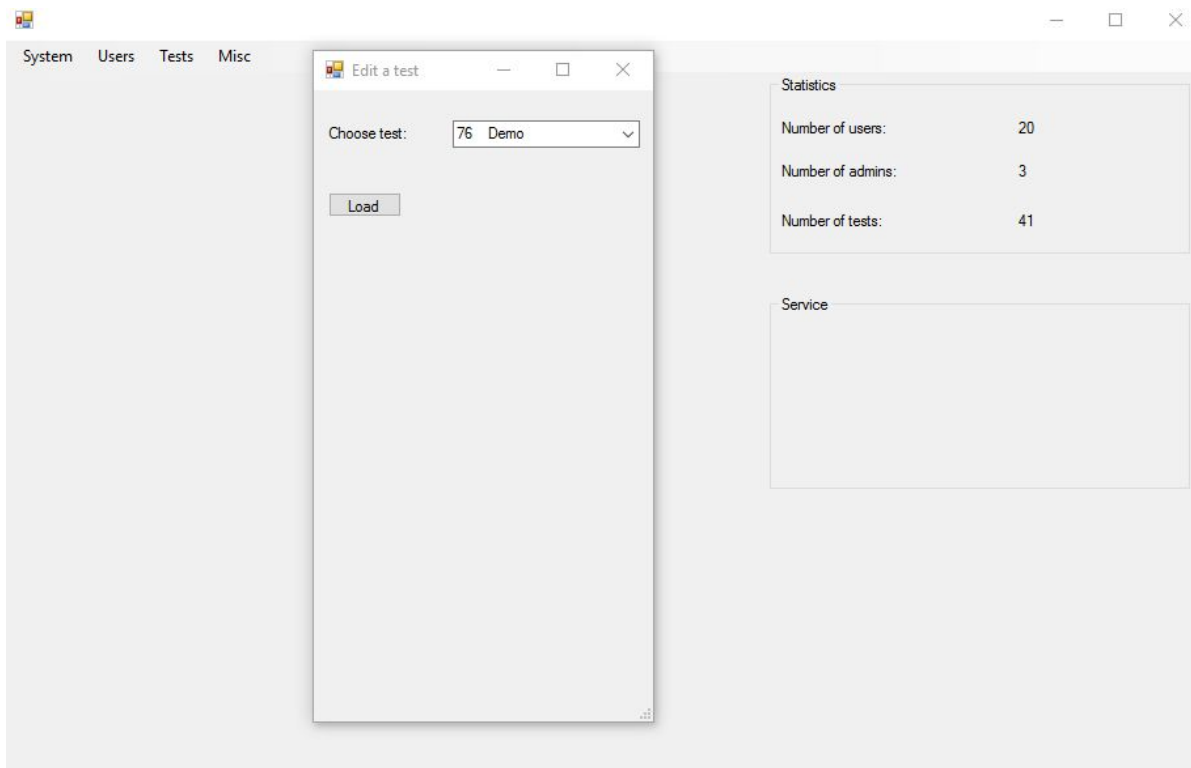 System Users Tests Misc
Edit a test
Choose test: 76 Demo
Load
Statistics
Number of users: 20
Number of admins: 3
Number of tests: 41
Service